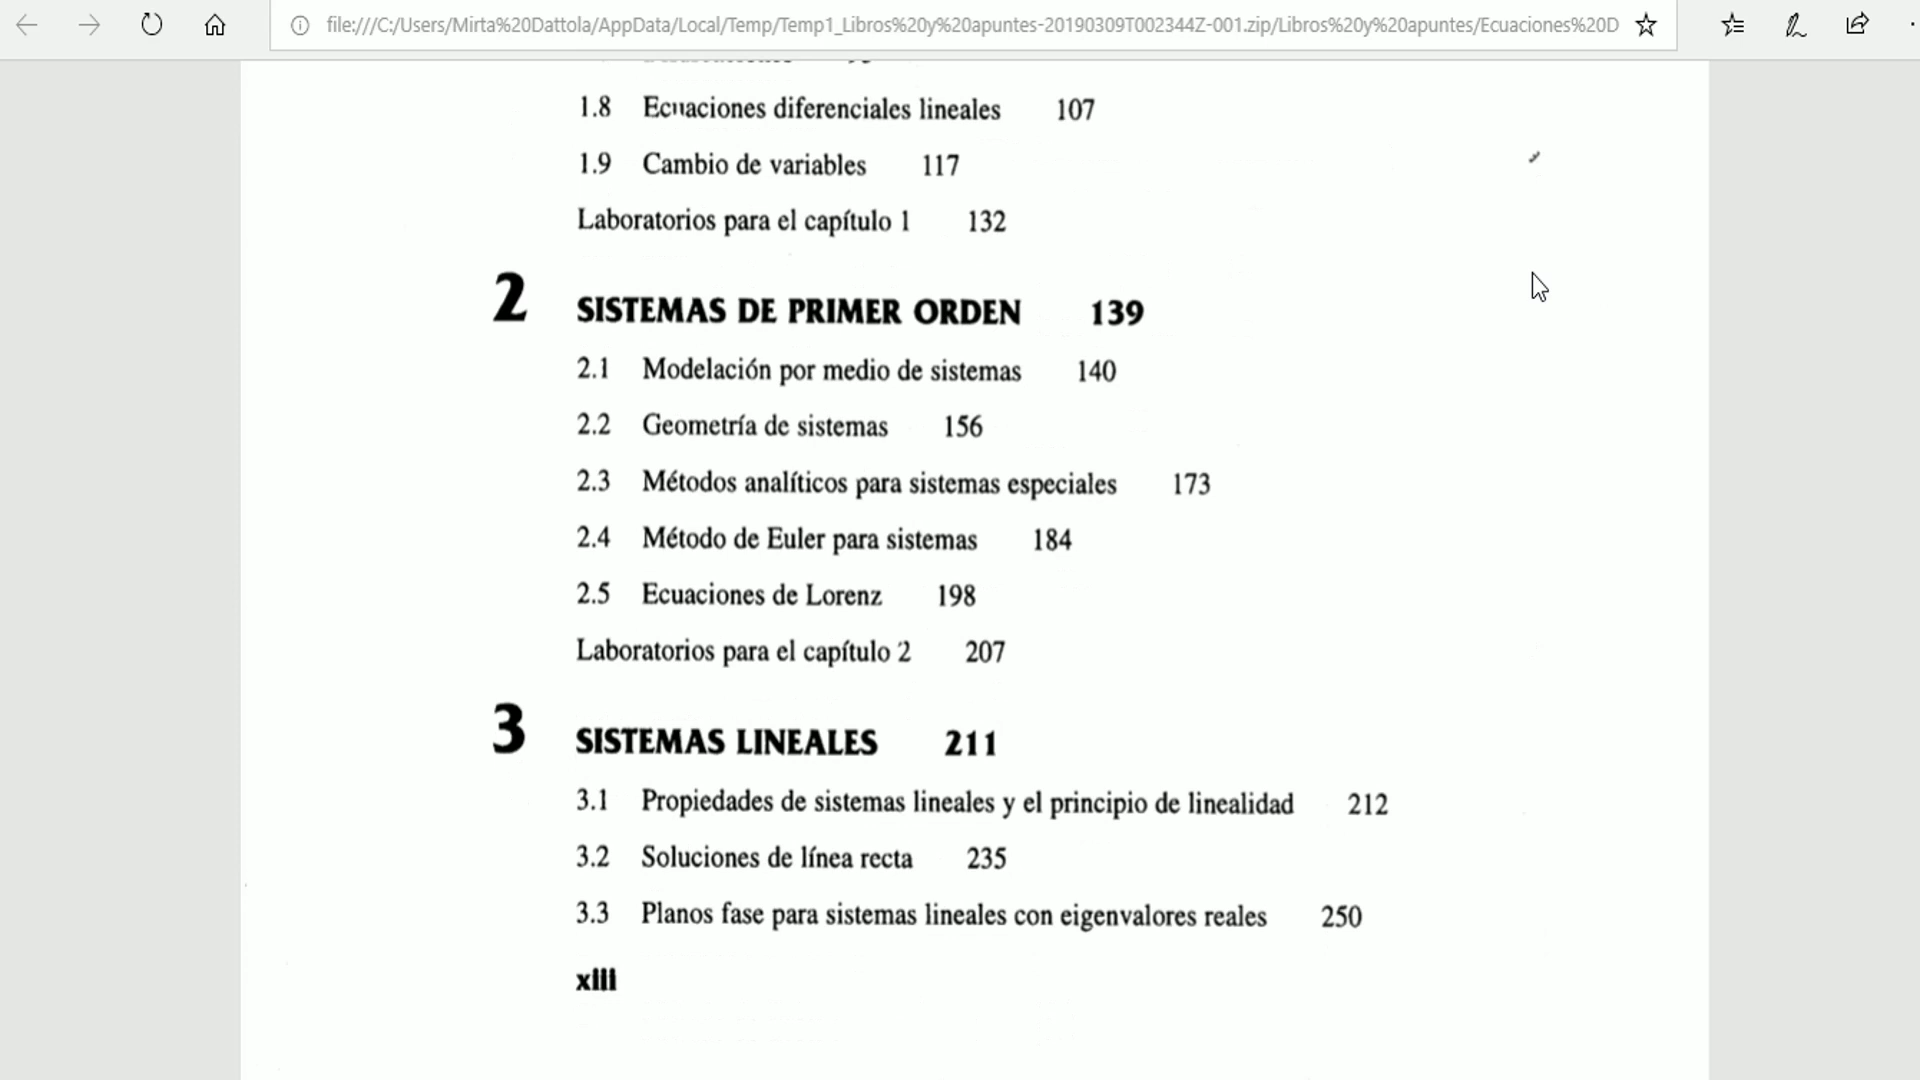 file:///C:/Users/Mirta%20Dattola/AppData/Local/Temp/Temp1_Libros%20y%20apuntes-20190309T002344Z-001.zip/Libros%20y%20apuntes/Ecuaciones%20D
1.8 Ecuaciones diferenciales lineales 107
1.9 Cambio de variables 117
Laboratorios para el capítulo 1 132
2 SISTEMAS DE PRIMER ORDEN 139
2.1 Modelación por medio de sistemas 140
2.2 Geometría de sistemas 156
2.3 Métodos analíticos para sistemas especiales 173
2.4 Método de Euler para sistemas 184
2.5 Ecuaciones de Lorenz 198
Laboratorios para el capítulo 2 207
3 SISTEMAS LINEALES 211
3.1 Propiedades de sistemas lineales y el principio de linealidad 212
3.2 Soluciones de línea recta 235
3.3 Planos fase para sistemas lineales con eigenvalores reales 250
xiii